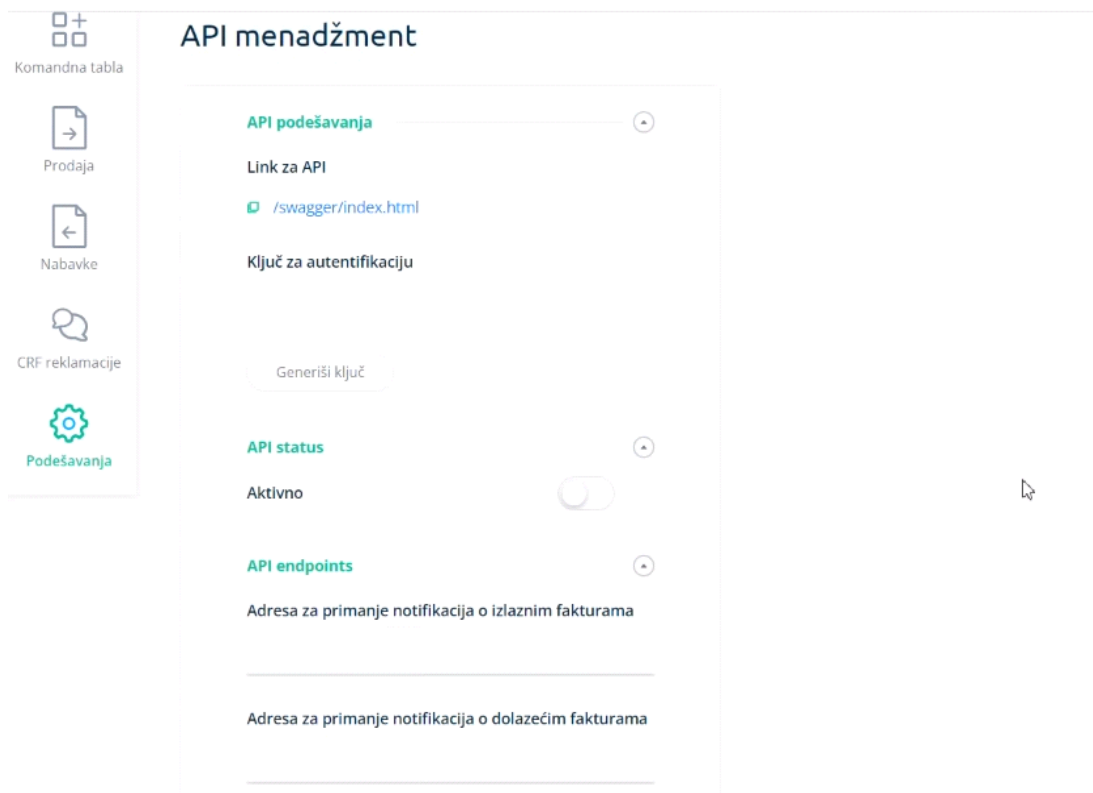 API menadžment
Komandna tabla
Prodaja
Nabavke
CRF reklamacije
Podešavanja
API podešavanja
Link za API
/swagger/index.html
Ključ za autentifikaciju
Generiši ključ
API status
Aktivno
API endpoints
Adresa za primanje notifikacija o izlaznim fakturama
Adresa za primanje notifikacija o dolazećim fakturama